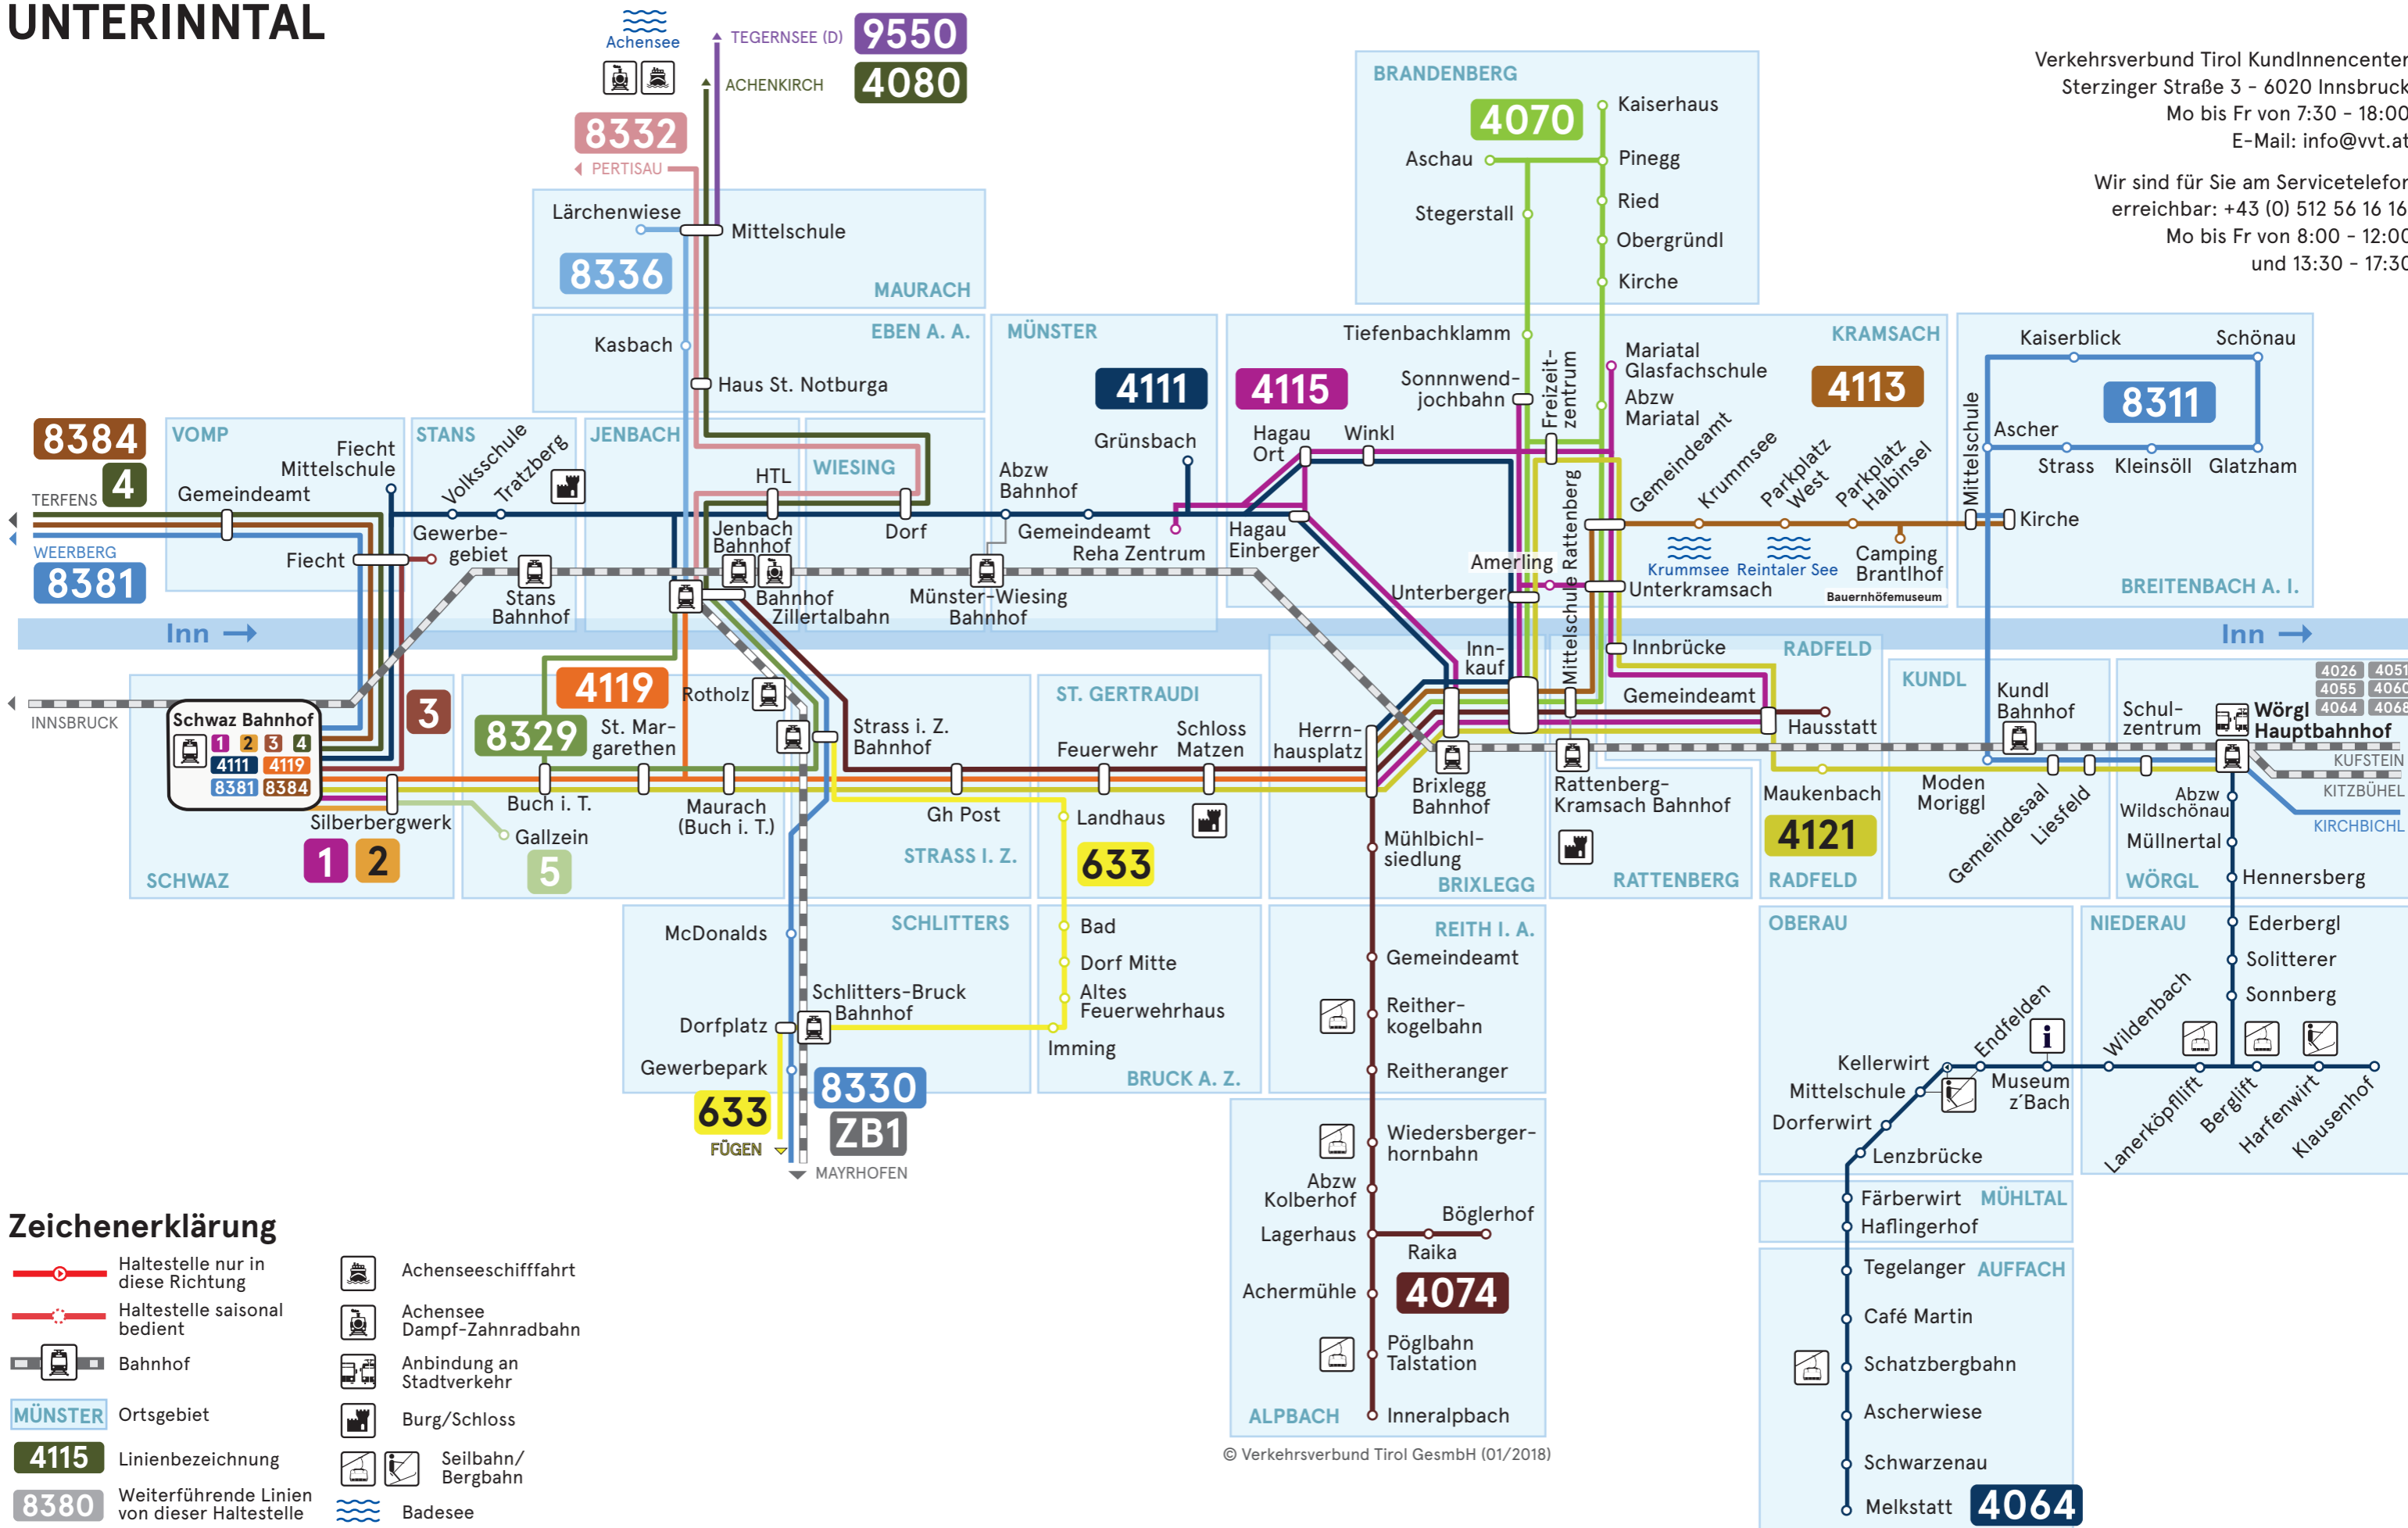 UNTERINNTAL
Achensee
TEGERNSEE (D)
9550
ACHENKIRCH
4080
8332
PERTISAU
Verkehrsverbund Tirol KundInnencenter
Sterzinger Straße 3 - 6020 Innsbruck
Mo bis Fr von 7:30 - 18:00
E-Mail: info@vvt.at
Wir sind für Sie am Servicetelefon
erreichbar: +43 (0) 512 56 16 16
Mo bis Fr von 8:00 - 12:00
und 13:30 - 17:30
BRANDENBERG
4070
Kaiserhaus
Aschau
Pinegg
Stegerstall
Ried
Obergründl
Kirche
Lärchenwiese
Mittelschule
8336
MAURACH
EBEN A. A.
Kasbach
Haus St. Notburga
MÜNSTER
4111
Grünsbach
Abzw
Bahnhof
Gemeindeamt
Reha Zentrum
Münster-Wiesing
Bahnhof
KRAMSACH
Tiefenbachklamm
4115
Sonnnwend-
jochbahn
Freizeit-
zentrum
Mariatal
Glasfachschule
Abzw
Mariatal
4113
Hagau
Ort
Winkl
Hagau
Einberger
Gemeindeamt
Krummsee
Parkplatz
West
Parkplatz
Halbinsel
Mittelschule Rattenberg
Amerling
Unterberger
Unterkramsach
Krummsee
Reintaler See
Camping
Brantlhof
Bauernhöfemuseum
Kaiserblick
Schönau
8311
Mittelschule
Ascher
Strass
Kleinsöll
Glatzham
Kirche
BREITENBACH A. I.
8384
4
TERFENS
WEERBERG
8381
VOMP
Gemeindeamt
Fiecht
Mittelschule
Fiecht
STANS
Volksschule
Tratzberg
Gewerbe-
gebiet
Stans
Bahnhof
JENBACH
HTL
Jenbach
Bahnhof
Bahnhof
Zillertalbahn
WIESING
Dorf
Inn →
Inn →
INNSBRUCK
Schwaz Bahnhof
1 2 3 4
4111 4119
8381 8384
3
Silberbergwerk
1
2
SCHWAZ
4119
8329
St. Mar-
garethen
Rotholz
Buch i. T.
Maurach
(Buch i. T.)
Gallzein
5
Strass i. Z.
Bahnhof
Gh Post
STRASS I. Z.
ST. GERTRAUDI
Feuerwehr
Schloss
Matzen
Landhaus
633
Inn-
kauf
Herrn-
hausplatz
Brixlegg
Bahnhof
Mühlbichl-
siedlung
BRIXLEGG
Innbrücke
RADFELD
Gemeindeamt
Hausstatt
Rattenberg-
Kramsach Bahnhof
RATTENBERG
Maukenbach
4121
RADFELD
KUNDL
Kundl
Bahnhof
Moden
Moriggl
Gemeindesaal
Liesfeld
Schul-
zentrum
4026 4051
4055 4060
4064 4068
Wörgl
Hauptbahnhof
KUFSTEIN
KITZBÜHEL
KIRCHBICHL
Abzw
Wildschönau
Müllnertal
Hennersberg
WÖRGL
SCHLITTERS
McDonalds
Schlitters-Bruck
Bahnhof
Dorfplatz
Gewerbepark
633
FÜGEN
8330
ZB1
MAYRHOFEN
Bad
Dorf Mitte
Altes
Feuerwehrhaus
Imming
BRUCK A. Z.
REITH I. A.
Gemeindeamt
Reither-
kogelbahn
Reitheranger
Wiedersberger-
hornbahn
Abzw
Kolberhof
Lagerhaus
Böglerhof
Raika
Achermühle
4074
Pöglbahn
Talstation
ALPBACH
Inneralpbach
OBERAU
Endfelden
Kellerwirt
Mittelschule
Museum
z´Bach
Dorferwirt
Lenzbrücke
NIEDERAU
Ederbergl
Solitterer
Sonnberg
Wildenbach
Lanerköpfllift
Berglift
Harfenwirt
Klausenhof
Färberwirt
MÜHLTAL
Haflingerhof
Tegelanger
AUFFACH
Café Martin
Schatzbergbahn
Ascherwiese
Schwarzenau
Melkstatt
4064
© Verkehrsverbund Tirol GesmbH (01/2018)
Zeichenerklärung
Haltestelle nur in
diese Richtung
Haltestelle saisonal
bedient
Bahnhof
MÜNSTER
Ortsgebiet
4115
Linienbezeichnung
8380
Weiterführende Linien
von dieser Haltestelle
Achenseeschifffahrt
Achensee
Dampf-Zahnradbahn
Anbindung an
Stadtverkehr
Burg/Schloss
Seilbahn/
Bergbahn
Badesee